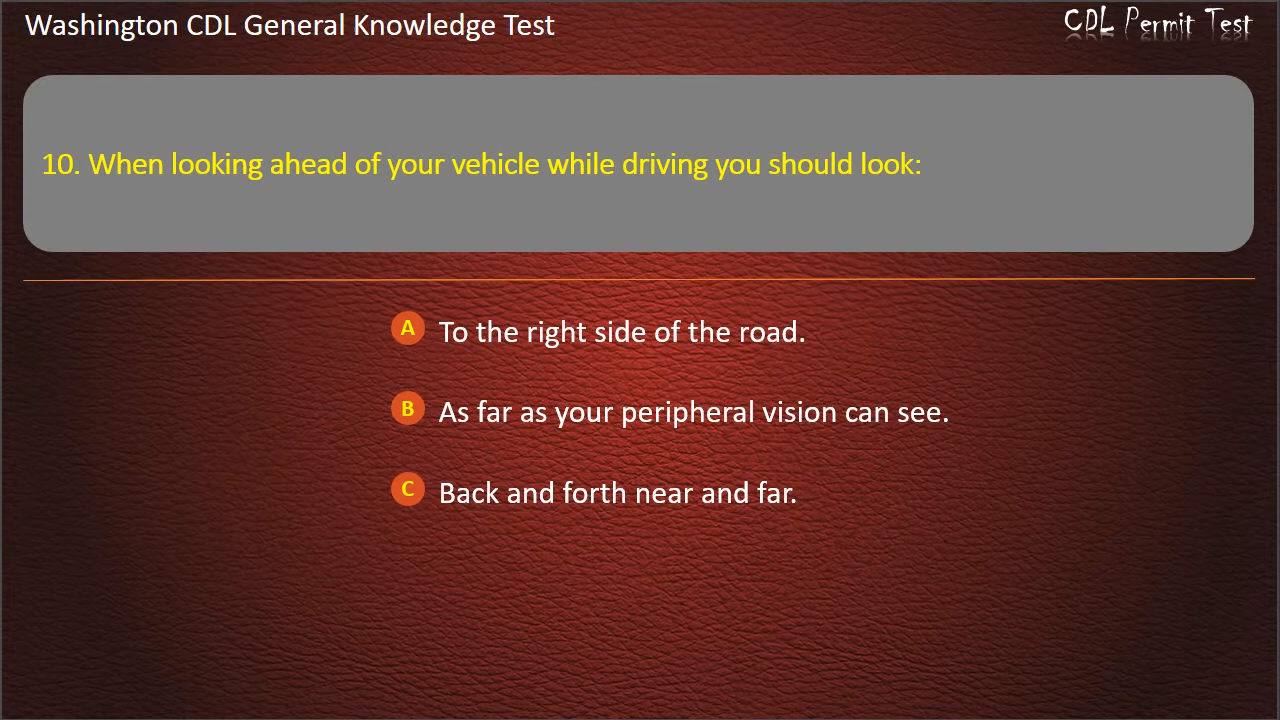 Washington CDL General Knowledge Test
CDL Permit Test
10. When looking ahead of your vehicle while driving you should look:
A To the right side of the road.
B As far as your peripheral vision can see.
C Back and forth near and far.